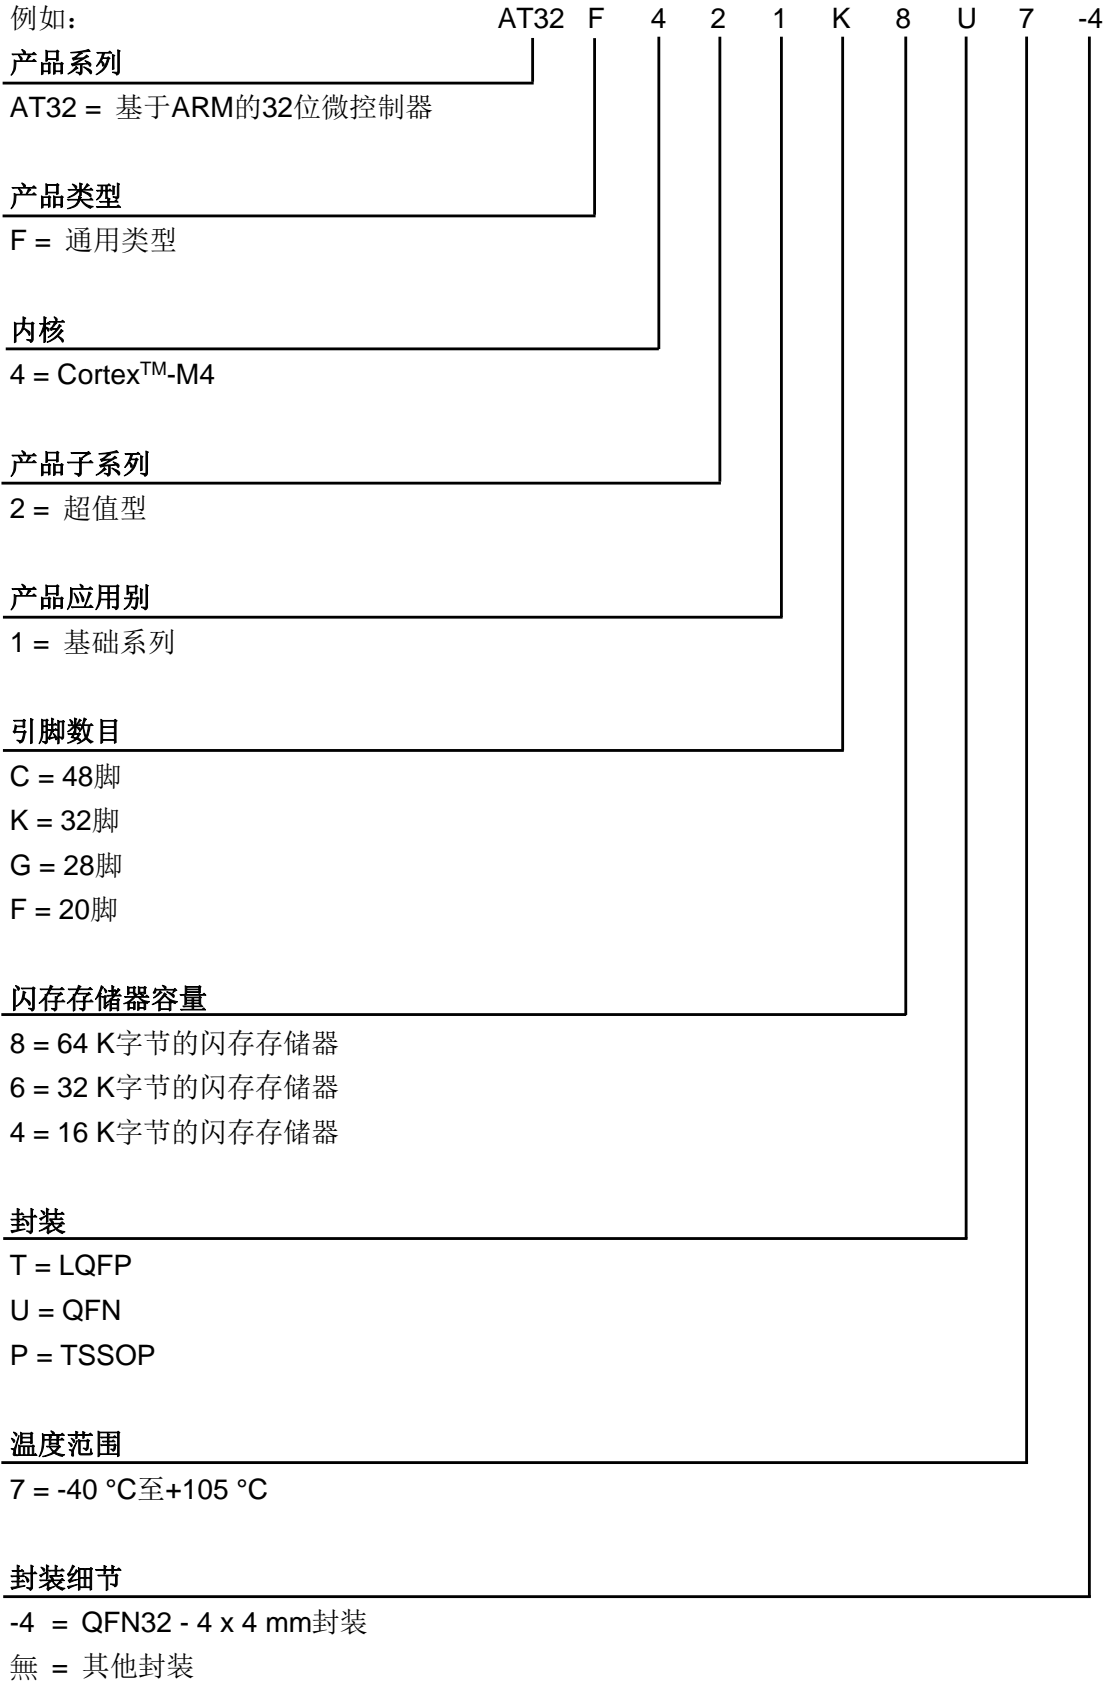 例如： AT32 F 4 2 1 K 8 U 7 -4
产品系列
AT32 = 基于ARM的32位微控制器
产品类型
F = 通用类型
内核
4 = Cortex™-M4
产品子系列
2 = 超值型
产品应用别
1 = 基础系列
引脚数目
C = 48脚
K = 32脚
G = 28脚
F = 20脚
闪存存储器容量
8 = 64 K字节的闪存存储器
6 = 32 K字节的闪存存储器
4 = 16 K字节的闪存存储器
封装
T = LQFP
U = QFN
P = TSSOP
温度范围
7 = -40 °C至+105 °C
封装细节
-4 = QFN32 - 4 x 4 mm封装
無 = 其他封装